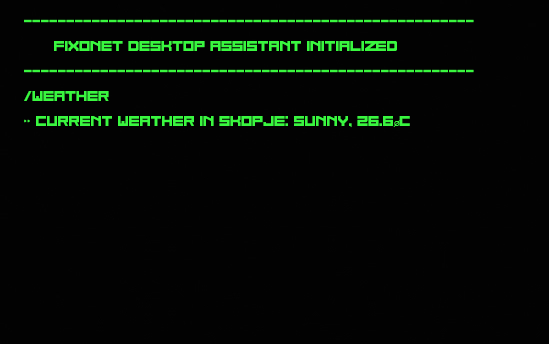 ------------------------------------------------------
FIXONET DESKTOP ASSISTANT INITIALIZED
------------------------------------------------------
/WEATHER
·· CURRENT WEATHER IN SKOPJE: SUNNY, 26.6°C